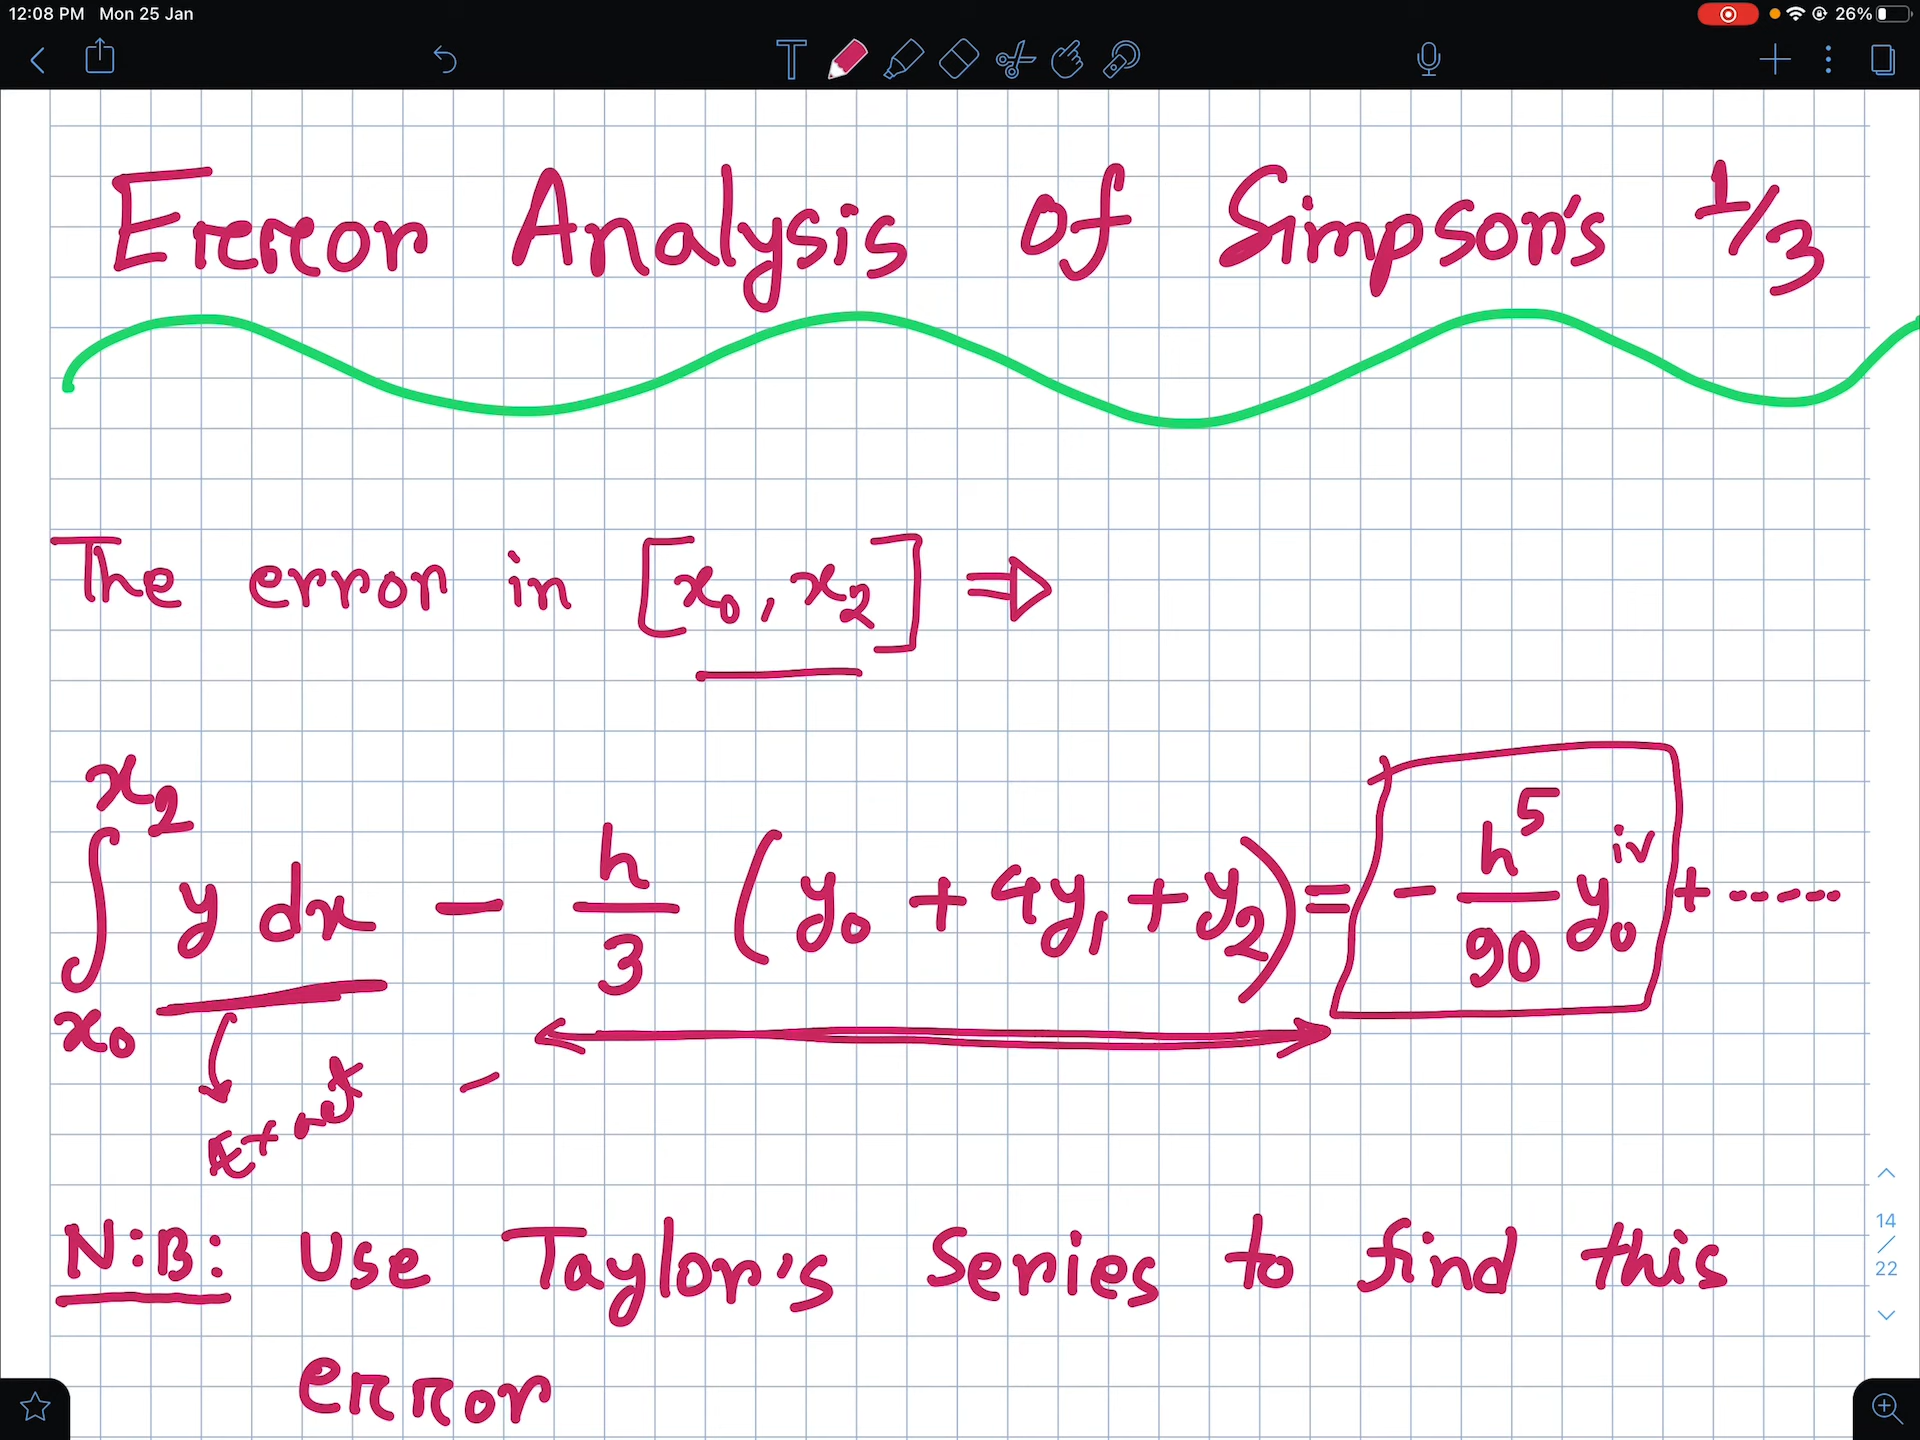 12:08 PM Mon 25 Jan
26%
Error Analysis of Simpson's 1/3
The error in [x₀, x₂] ⇒
∫ₓ₀ˣ² y dx - h/3 (y₀ + 4y₁ + y₂) = - h⁵/90 y₀ⁱᵛ + ......
Exact -
N:B: Use Taylor's Series to find this
error
14
/
22